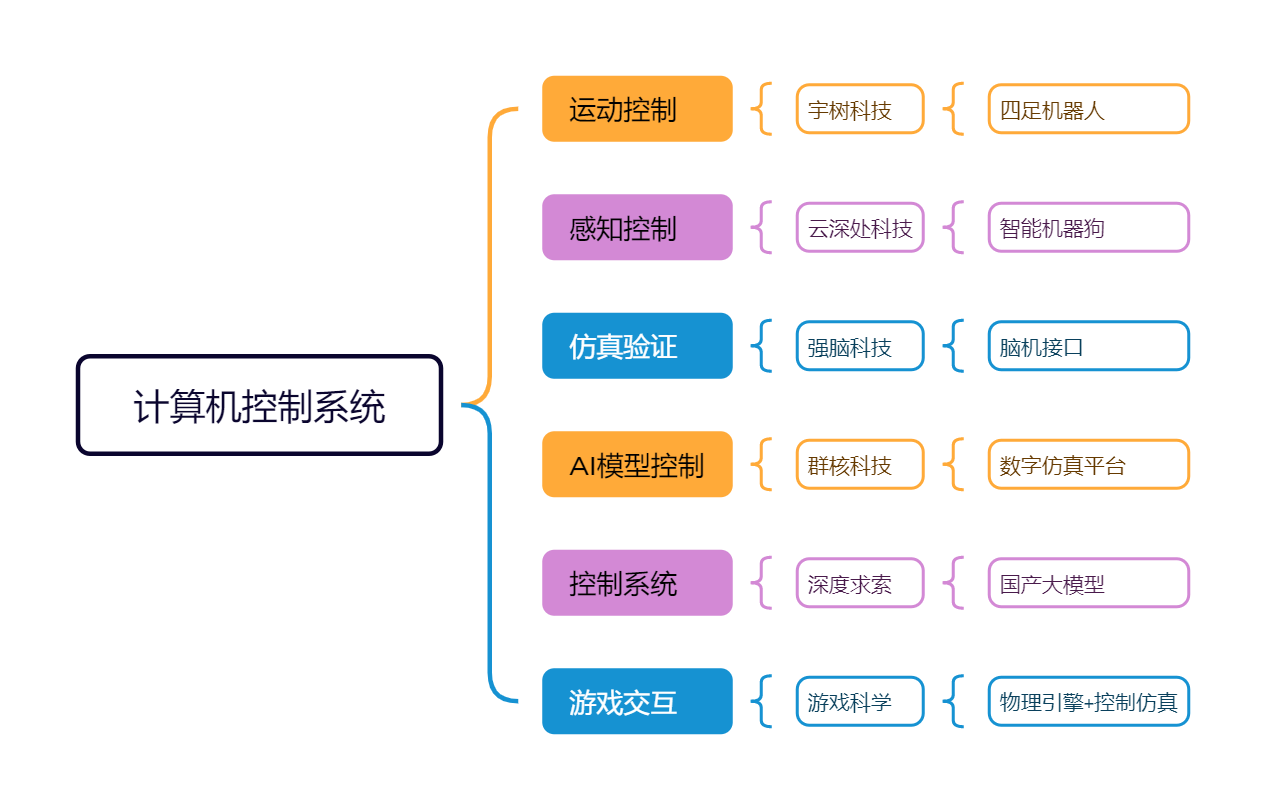 运动控制
宇树科技
四足机器人
感知控制
云深处科技
智能机器狗
仿真验证
强脑科技
脑机接口
计算机控制系统
AI模型控制
群核科技
数字仿真平台
控制系统
深度求索
国产大模型
游戏交互
游戏科学
物理引擎+控制仿真